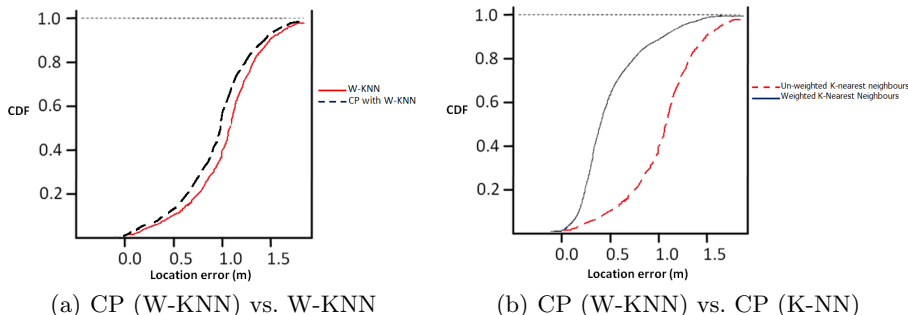 1.0
0.8
0.6
0.4
0.2
CDF
0.0 0.5 1.0 1.5
Location error (m)
W-KNN
CP with W-KNN
(a) CP (W-KNN) vs. W-KNN
1.0
0.8
0.6
0.4
0.2
CDF
0.0 0.5 1.0 1.5
Location error (m)
Un-weighted K-nearest neighbours
Weighted K-Nearest Neighbours
(b) CP (W-KNN) vs. CP (K-NN)